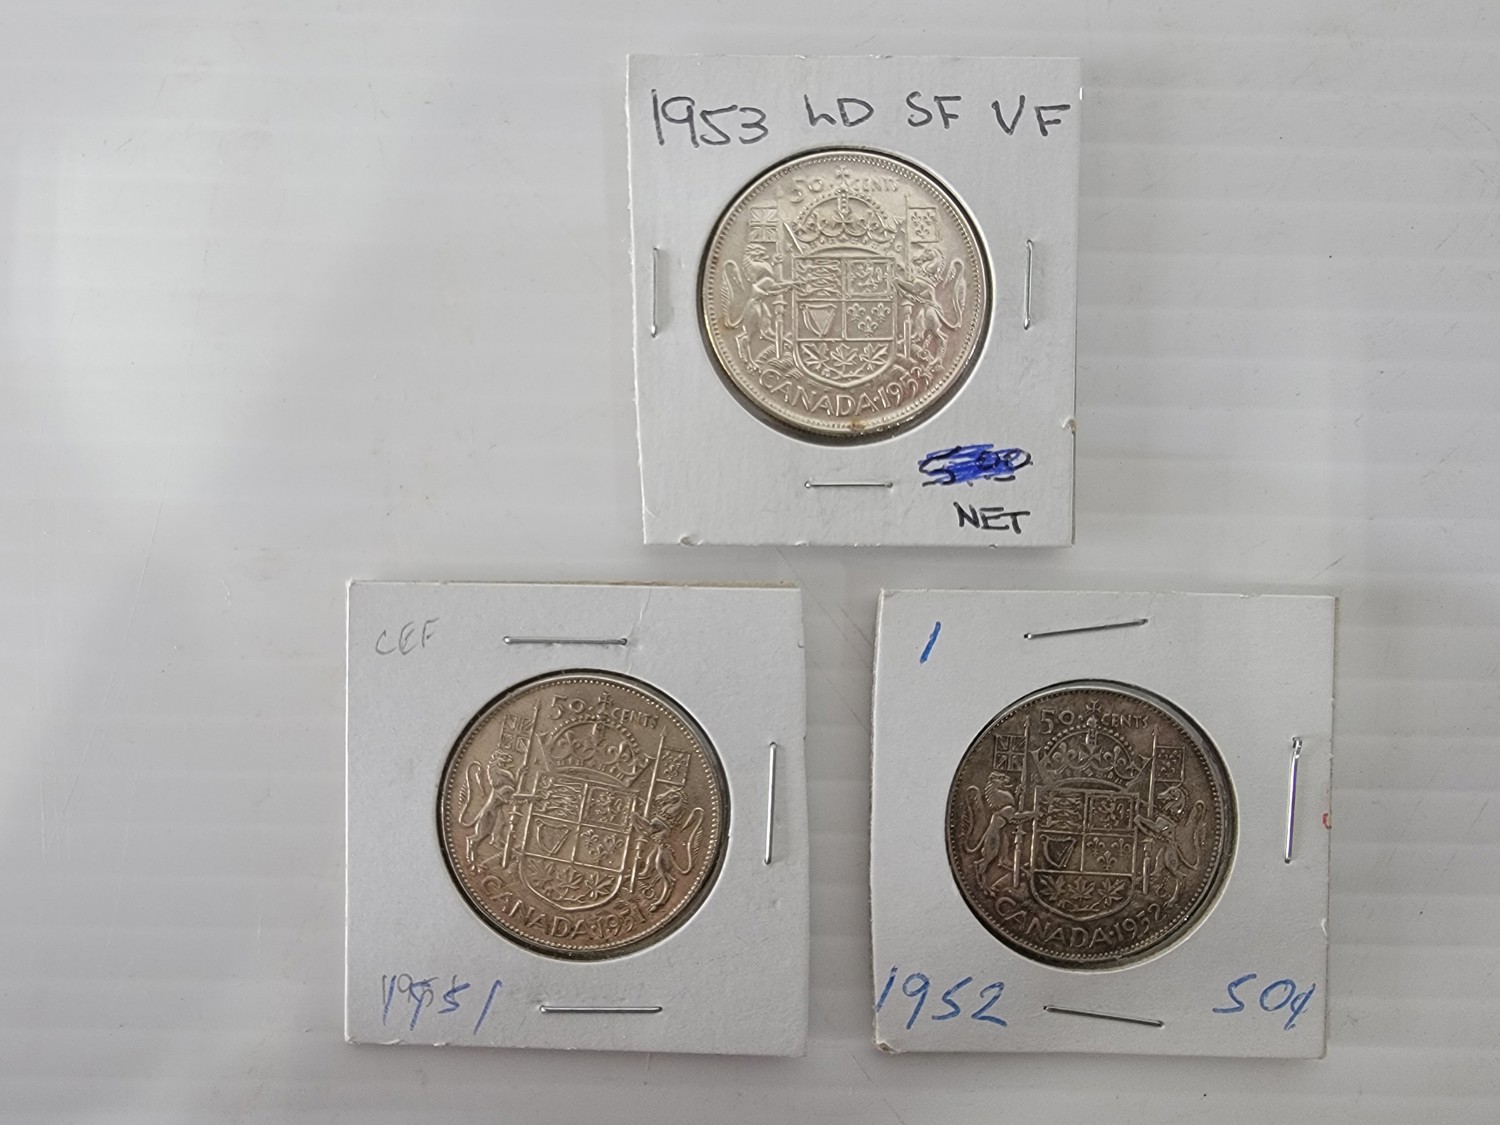 1953 LD SF VF
50 CENTS
CANADA·1953
NET
CEF
50 CENTS
CANADA·1951
1951
1
50 CENTS
CANADA·1952
1952 50¢